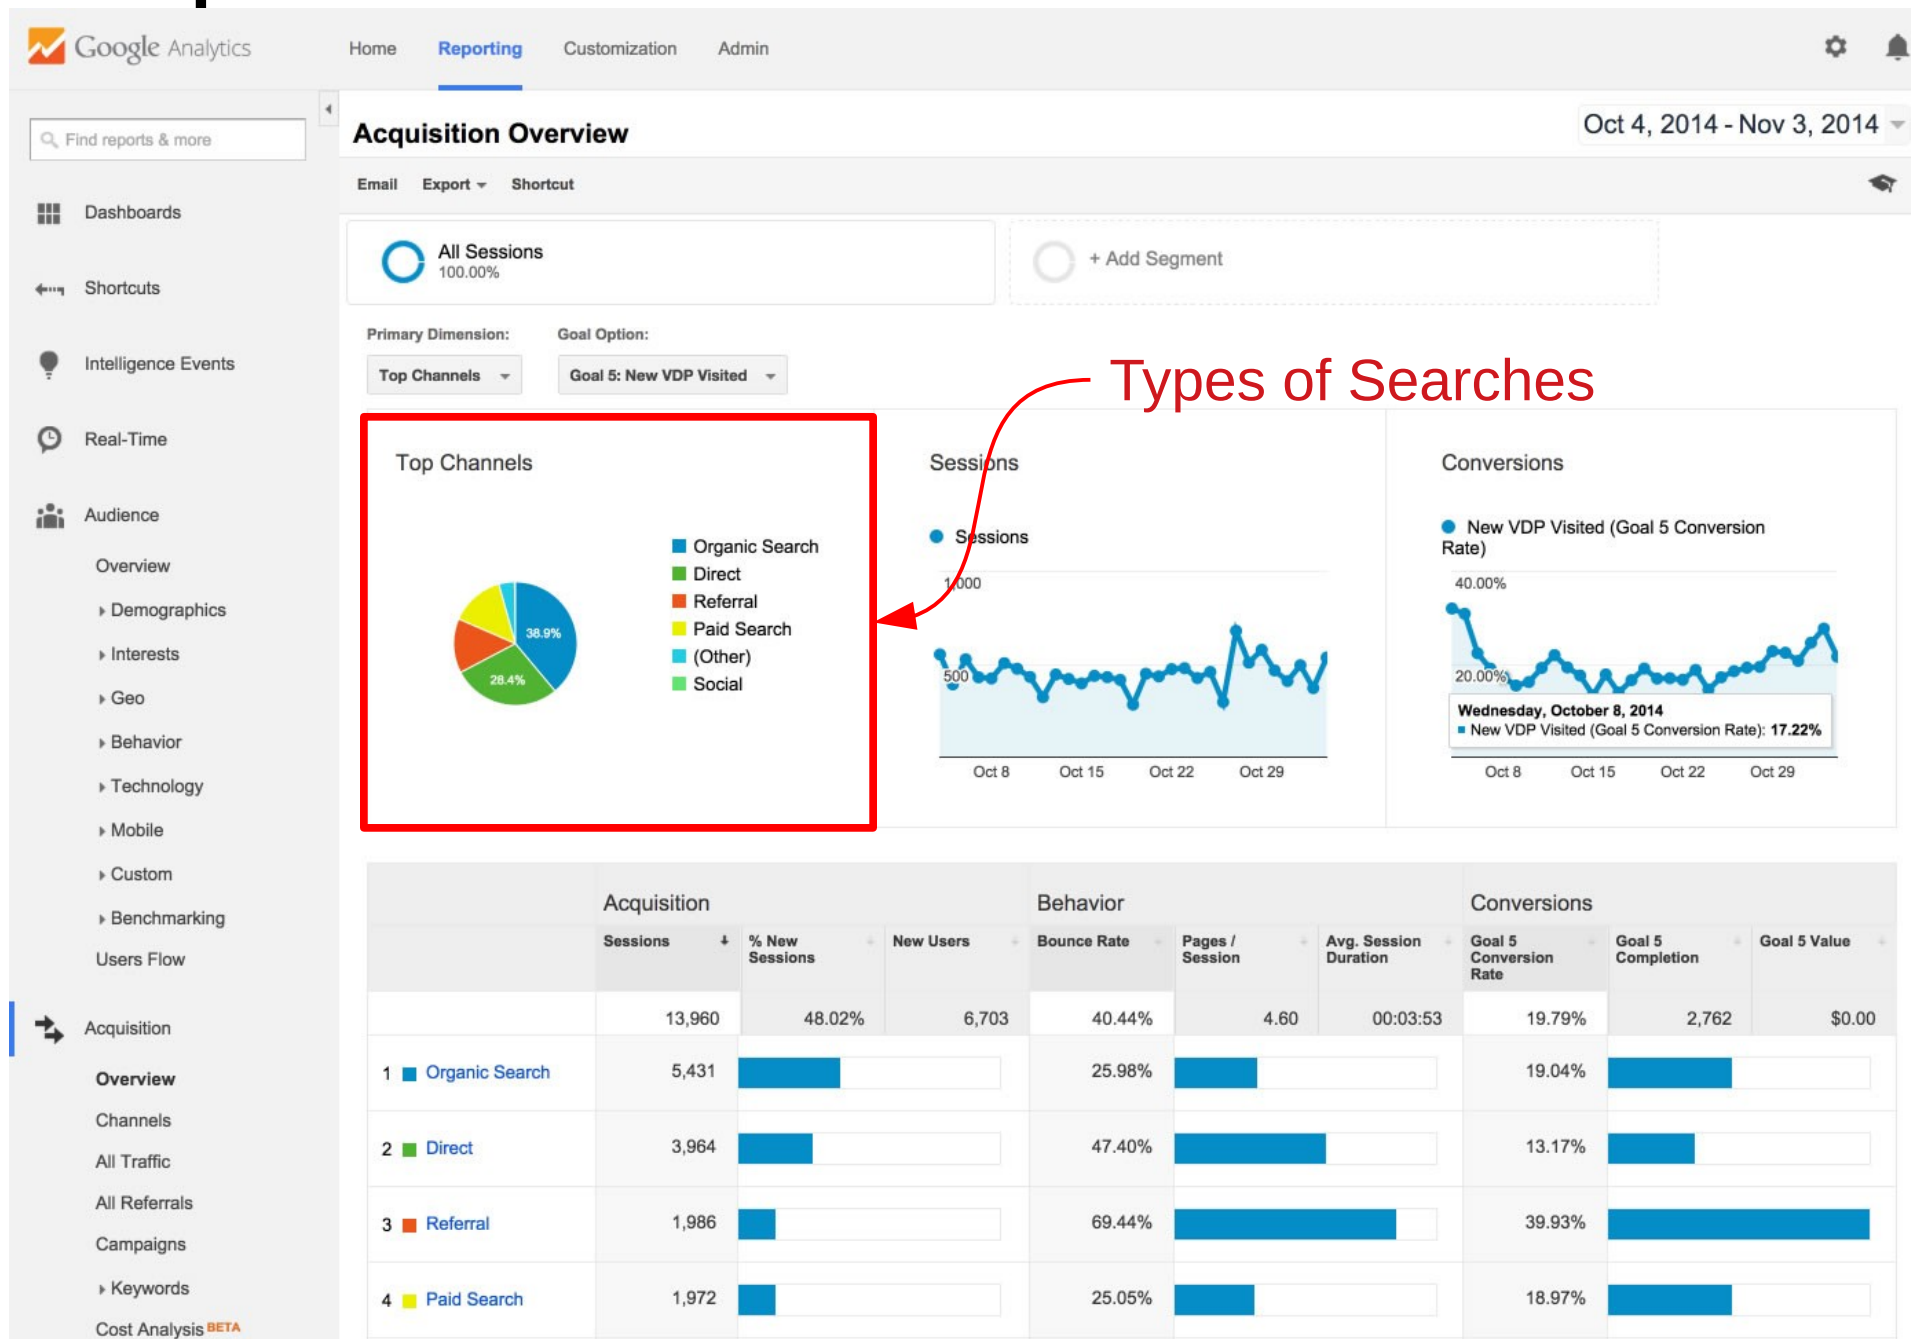 Google Analytics
Home Reporting Customization Admin
Find reports & more
Dashboards
Shortcuts
Intelligence Events
Real-Time
Audience
Overview
Demographics
Interests
Geo
Behavior
Technology
Mobile
Custom
Benchmarking
Users Flow
Acquisition
Overview
Channels
All Traffic
All Referrals
Campaigns
Keywords
Cost Analysis BETA
Acquisition Overview
Oct 4, 2014 - Nov 3, 2014
Email Export Shortcut
All Sessions
100.00%
+ Add Segment
Primary Dimension: Goal Option:
Top Channels Goal 5: New VDP Visited
Types of Searches
Top Channels
Organic Search
Direct
Referral
Paid Search
(Other)
Social
38.9%
28.4%
Sessions
Sessions
1,000
500
Oct 8 Oct 15 Oct 22 Oct 29
Conversions
New VDP Visited (Goal 5 Conversion
Rate)
40.00%
20.00%
Wednesday, October 8, 2014
New VDP Visited (Goal 5 Conversion Rate): 17.22%
Oct 8 Oct 15 Oct 22 Oct 29
Acquisition Behavior Conversions
Sessions % New Sessions New Users Bounce Rate Pages / Session Avg. Session Duration Goal 5 Conversion Rate Goal 5 Completion Goal 5 Value
13,960 48.02% 6,703 40.44% 4.60 00:03:53 19.79% 2,762 $0.00
1 Organic Search 5,431 25.98% 19.04%
2 Direct 3,964 47.40% 13.17%
3 Referral 1,986 69.44% 39.93%
4 Paid Search 1,972 25.05% 18.97%